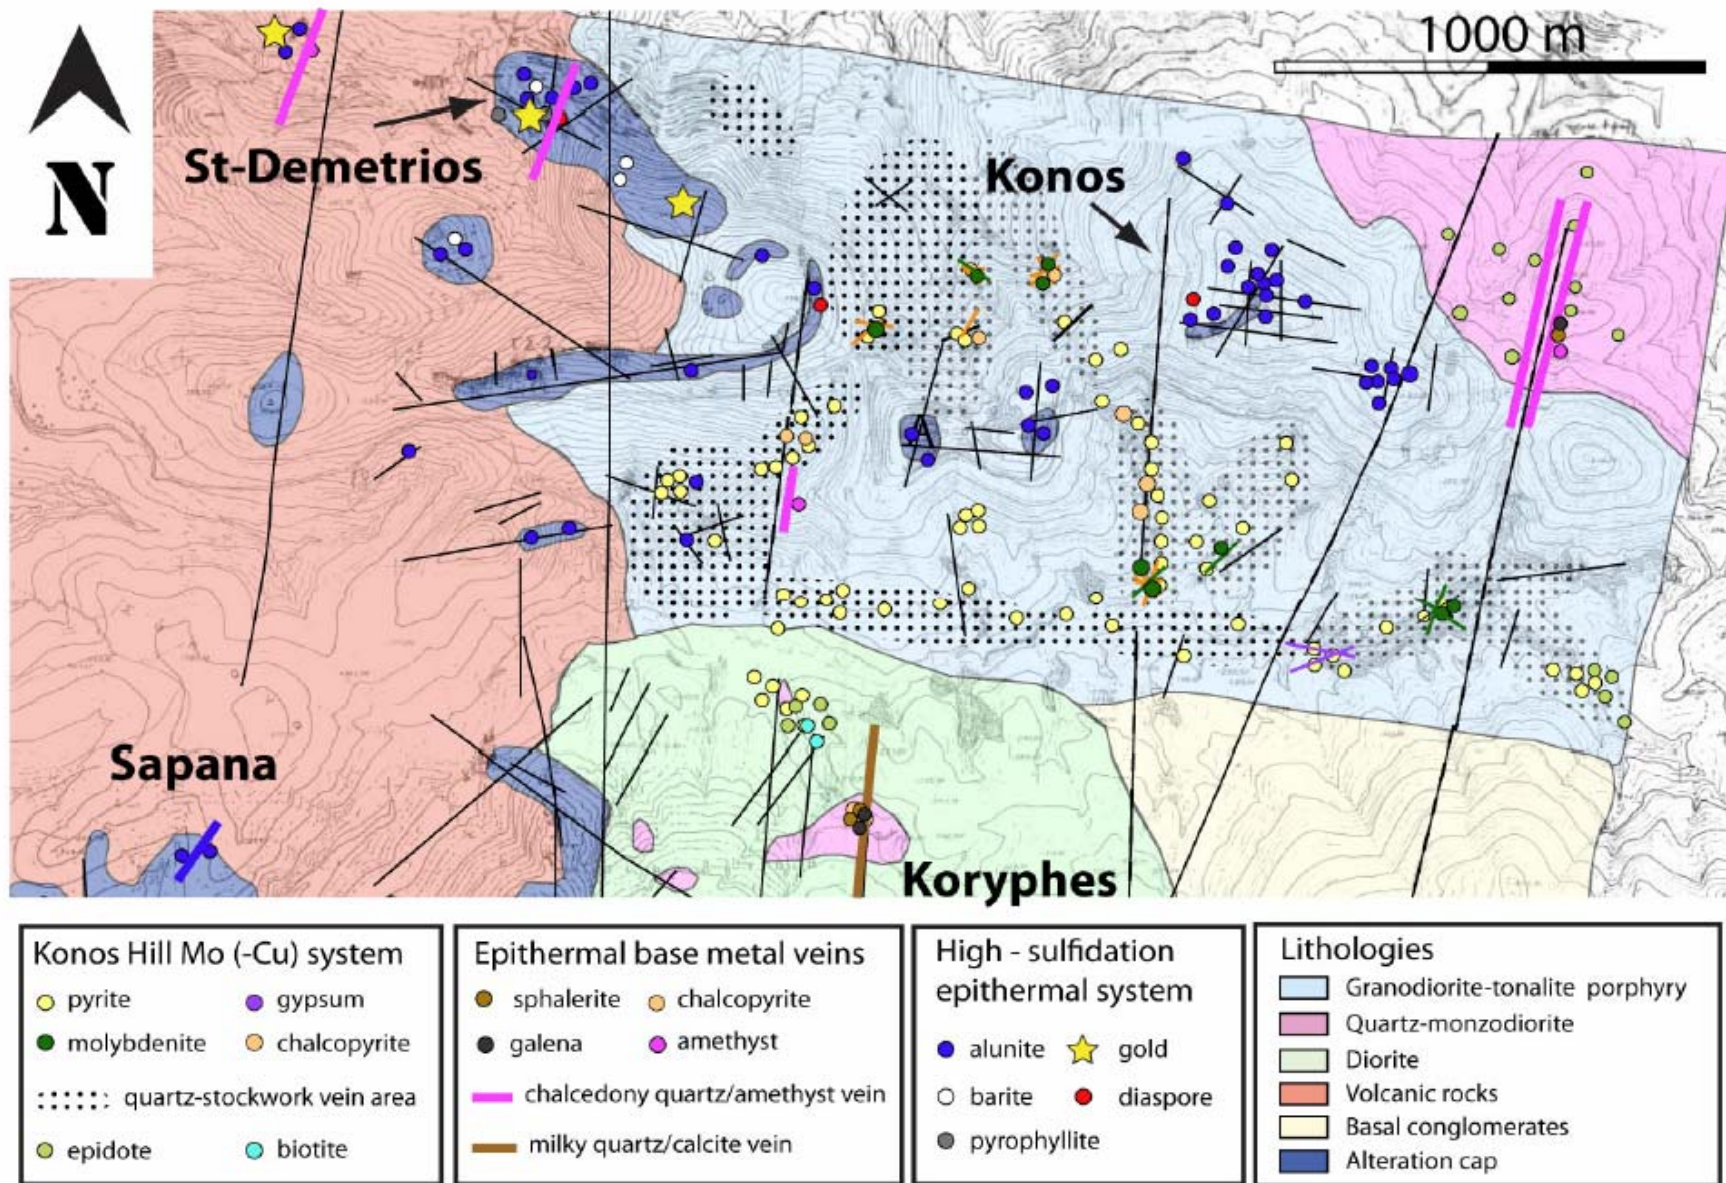 1000 m
N
St-Demetrios
Konos
Sapana
Koryphes
Konos Hill Mo (-Cu) system
pyrite
gypsum
molybdenite
chalcopyrite
quartz-stockwork vein area
epidote
biotite
Epithermal base metal veins
sphalerite
chalcopyrite
galena
amethyst
chalcedony quartz/amethyst vein
milky quartz/calcite vein
High - sulfidation
epithermal system
alunite
gold
barite
diaspore
pyrophyllite
Lithologies
Granodiorite-tonalite porphyry
Quartz-monzodiorite
Diorite
Volcanic rocks
Basal conglomerates
Alteration cap